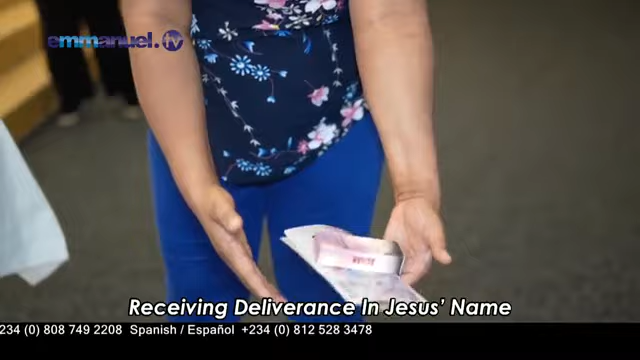 emmanuel.tv
Receiving Deliverance In Jesus' Name
234 (0) 808 749 2208  Spanish / Español  +234 (0) 812 528 3478